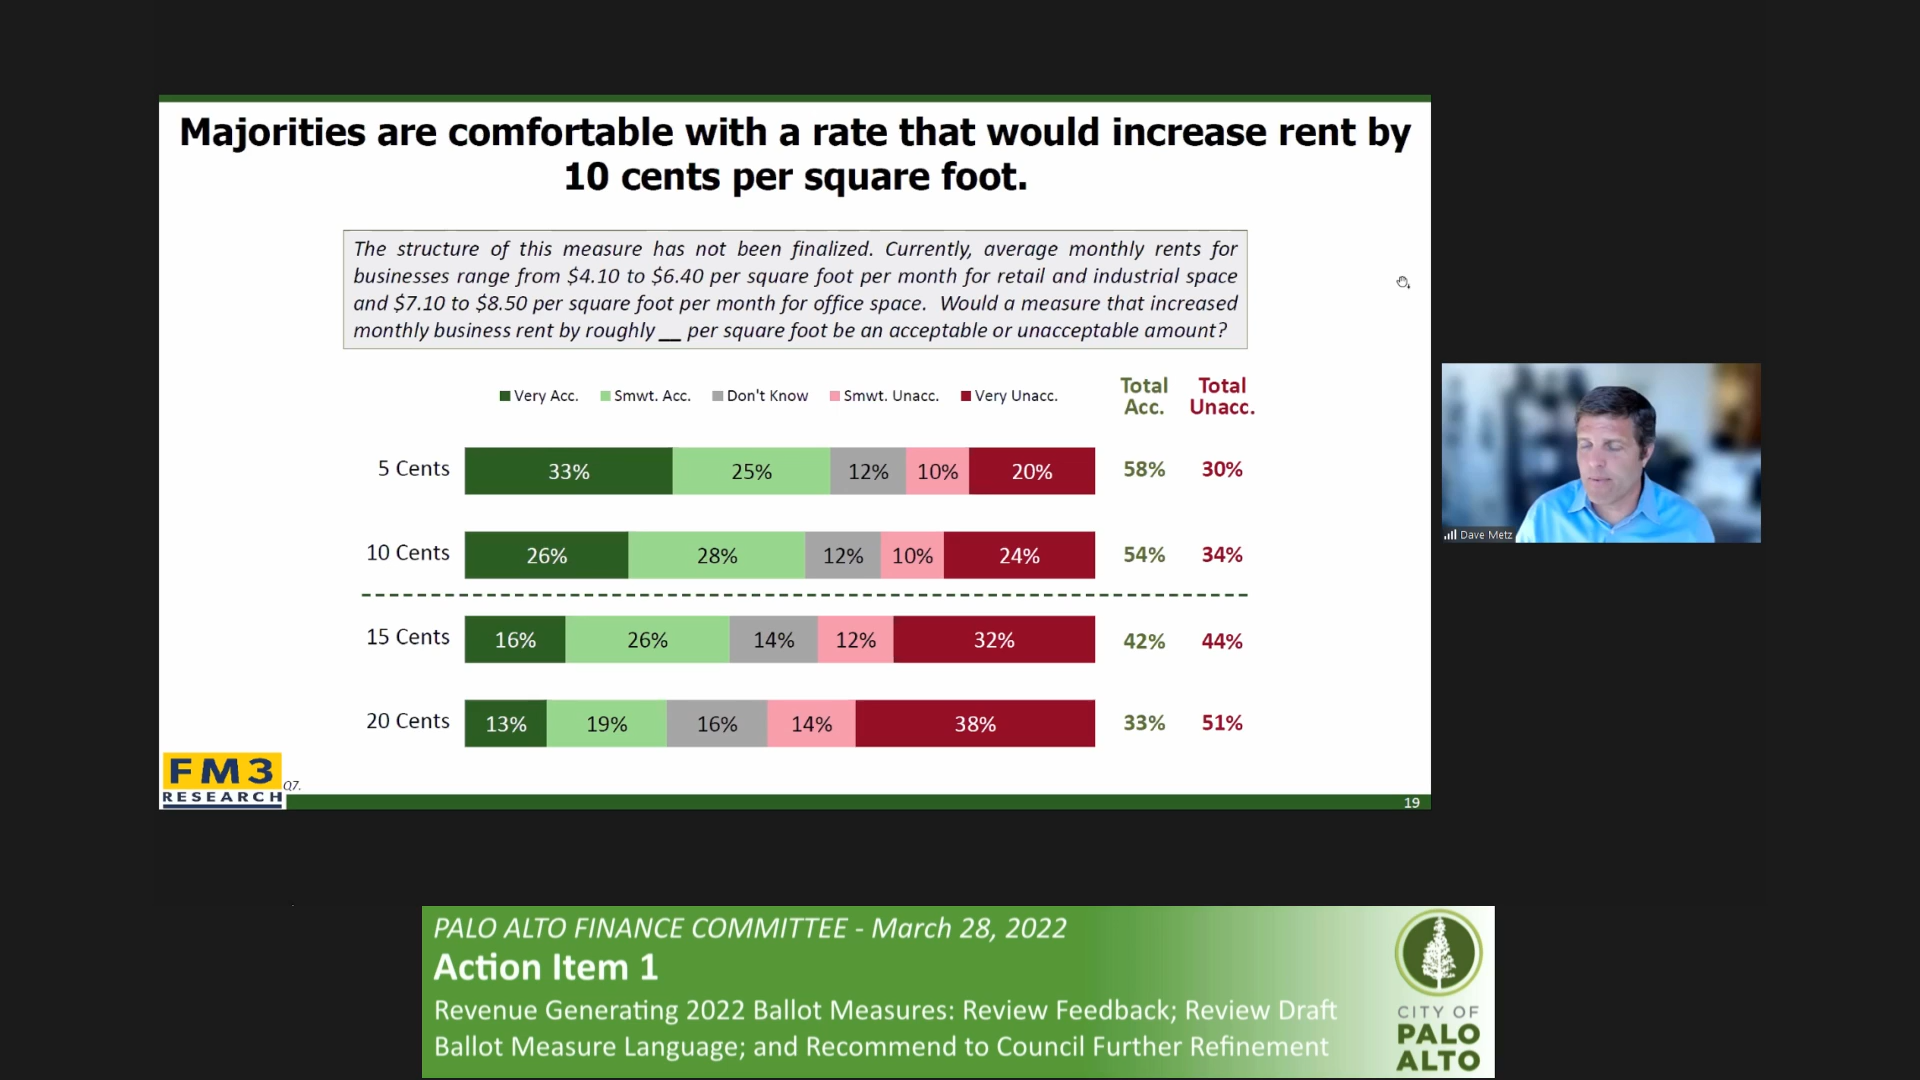 Majorities are comfortable with a rate that would increase rent by
10 cents per square foot.
The structure of this measure has not been finalized. Currently, average monthly rents for
businesses range from $4.10 to $6.40 per square foot per month for retail and industrial space
and $7.10 to $8.50 per square foot per month for office space. Would a measure that increased
monthly business rent by roughly __ per square foot be an acceptable or unacceptable amount?
Very Acc. Smwt. Acc. Don't Know Smwt. Unacc. Very Unacc.
Total Acc.
Total Unacc.
5 Cents 33% 25% 12% 10% 20% 58% 30%
10 Cents 26% 28% 12% 10% 24% 54% 34%
15 Cents 16% 26% 14% 12% 32% 42% 44%
20 Cents 13% 19% 16% 14% 38% 33% 51%
FM3
RESEARCH
Q7.
19
Dave Metz
PALO ALTO FINANCE COMMITTEE - March 28, 2022
Action Item 1
Revenue Generating 2022 Ballot Measures: Review Feedback; Review Draft
Ballot Measure Language; and Recommend to Council Further Refinement
CITY OF
PALO
ALTO